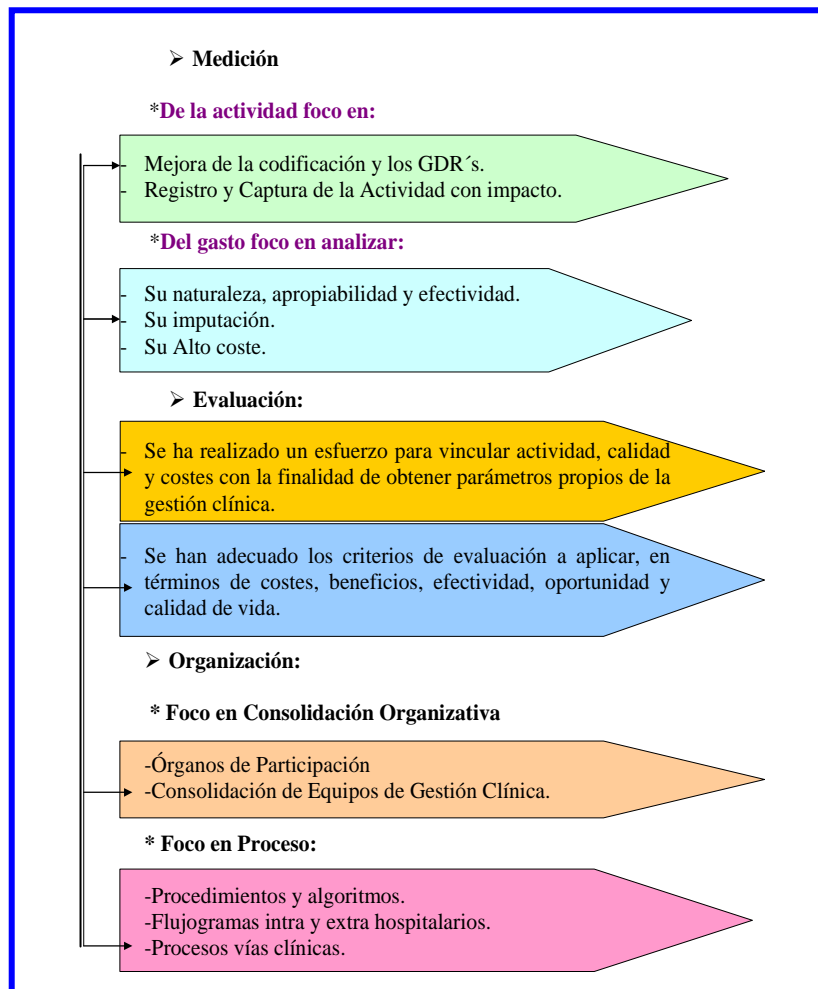 ➢ Medición
*De la actividad foco en:
- Mejora de la codificación y los GDR´s.
- Registro y Captura de la Actividad con impacto.
*Del gasto foco en analizar:
- Su naturaleza, apropiabilidad y efectividad.
- Su imputación.
- Su Alto coste.
➢ Evaluación:
- Se ha realizado un esfuerzo para vincular actividad, calidad
y costes con la finalidad de obtener parámetros propios de la
gestión clínica.
- Se han adecuado los criterios de evaluación a aplicar, en
términos de costes, beneficios, efectividad, oportunidad y
calidad de vida.
➢ Organización:
* Foco en Consolidación Organizativa
-Órganos de Participación
-Consolidación de Equipos de Gestión Clínica.
* Foco en Proceso:
-Procedimientos y algoritmos.
-Flujogramas intra y extra hospitalarios.
-Procesos vías clínicas.